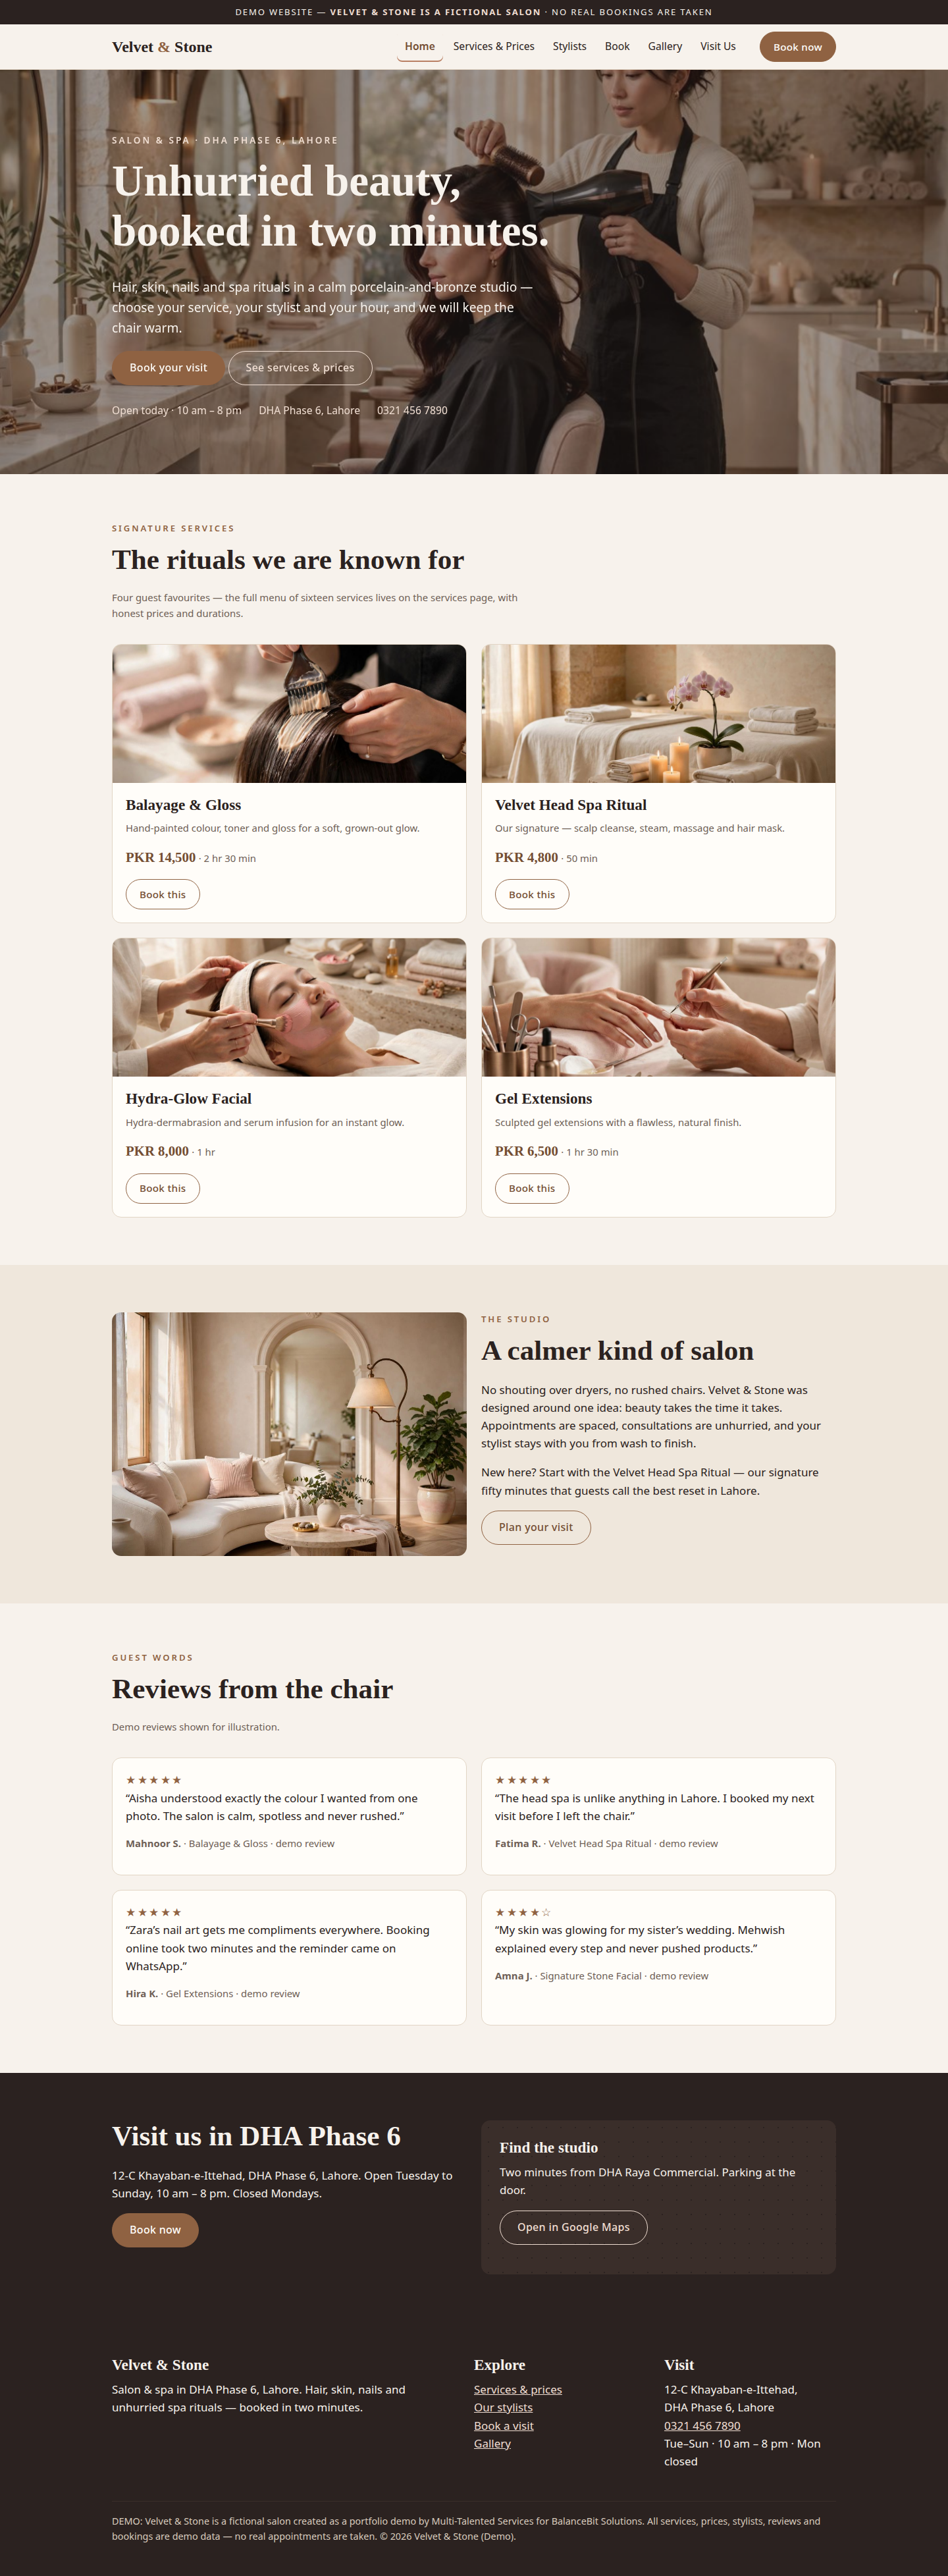 DEMO WEBSITE — VELVET & STONE IS A FICTIONAL SALON · NO REAL BOOKINGS ARE TAKEN
Velvet & Stone
Home Services & Prices Stylists Book Gallery Visit Us Book now
SALON & SPA · DHA PHASE 6, LAHORE
Unhurried beauty,
booked in two minutes.
Hair, skin, nails and spa rituals in a calm porcelain-and-bronze studio —
choose your service, your stylist and your hour, and we will keep the
chair warm.
Book your visit See services & prices
Open today · 10 am – 8 pm DHA Phase 6, Lahore 0321 456 7890
SIGNATURE SERVICES
The rituals we are known for
Four guest favourites — the full menu of sixteen services lives on the services page, with
honest prices and durations.
Balayage & Gloss
Hand-painted colour, toner and gloss for a soft, grown-out glow.
PKR 14,500 · 2 hr 30 min
Book this
Velvet Head Spa Ritual
Our signature — scalp cleanse, steam, massage and hair mask.
PKR 4,800 · 50 min
Book this
Hydra-Glow Facial
Hydra-dermabrasion and serum infusion for an instant glow.
PKR 8,000 · 1 hr
Book this
Gel Extensions
Sculpted gel extensions with a flawless, natural finish.
PKR 6,500 · 1 hr 30 min
Book this
THE STUDIO
A calmer kind of salon
No shouting over dryers, no rushed chairs. Velvet & Stone was
designed around one idea: beauty takes the time it takes.
Appointments are spaced, consultations are unhurried, and your
stylist stays with you from wash to finish.
New here? Start with the Velvet Head Spa Ritual — our signature
fifty minutes that guests call the best reset in Lahore.
Plan your visit
GUEST WORDS
Reviews from the chair
Demo reviews shown for illustration.
★★★★★
“Aisha understood exactly the colour I wanted from one
photo. The salon is calm, spotless and never rushed.”
Mahnoor S. · Balayage & Gloss · demo review
★★★★★
“The head spa is unlike anything in Lahore. I booked my next
visit before I left the chair.”
Fatima R. · Velvet Head Spa Ritual · demo review
★★★★★
“Zara’s nail art gets me compliments everywhere. Booking
online took two minutes and the reminder came on
WhatsApp.”
Hira K. · Gel Extensions · demo review
★★★★☆
“My skin was glowing for my sister’s wedding. Mehwish
explained every step and never pushed products.”
Amna J. · Signature Stone Facial · demo review
Visit us in DHA Phase 6
12-C Khayaban-e-Ittehad, DHA Phase 6, Lahore. Open Tuesday to
Sunday, 10 am – 8 pm. Closed Mondays.
Book now
Find the studio
Two minutes from DHA Raya Commercial. Parking at the
door.
Open in Google Maps
Velvet & Stone
Salon & spa in DHA Phase 6, Lahore. Hair, skin, nails and
unhurried spa rituals — booked in two minutes.
Explore
Services & prices
Our stylists
Book a visit
Gallery
Visit
12-C Khayaban-e-Ittehad,
DHA Phase 6, Lahore
0321 456 7890
Tue–Sun · 10 am – 8 pm · Mon
closed
DEMO: Velvet & Stone is a fictional salon created as a portfolio demo by Multi-Talented Services for BalanceBit Solutions. All services, prices, stylists, reviews and
bookings are demo data — no real appointments are taken. © 2026 Velvet & Stone (Demo).